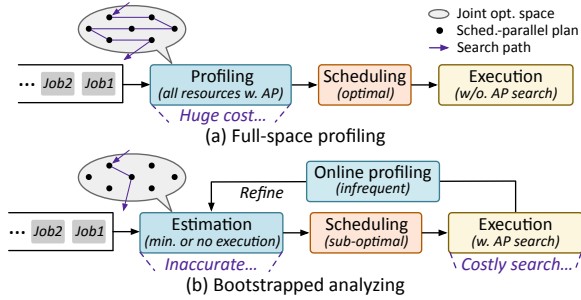 Joint opt. space
Sched.-parallel plan
Search path
... Job2 Job1
Profiling
(all resources w. AP)
Scheduling
(optimal)
Execution
(w/o. AP search)
Huge cost...
(a) Full-space profiling
Online profiling
(infrequent)
Refine
... Job2 Job1
Estimation
(min. or no execution)
Scheduling
(sub-optimal)
Execution
(w. AP search)
Inaccurate...
Costly search...
(b) Bootstrapped analyzing